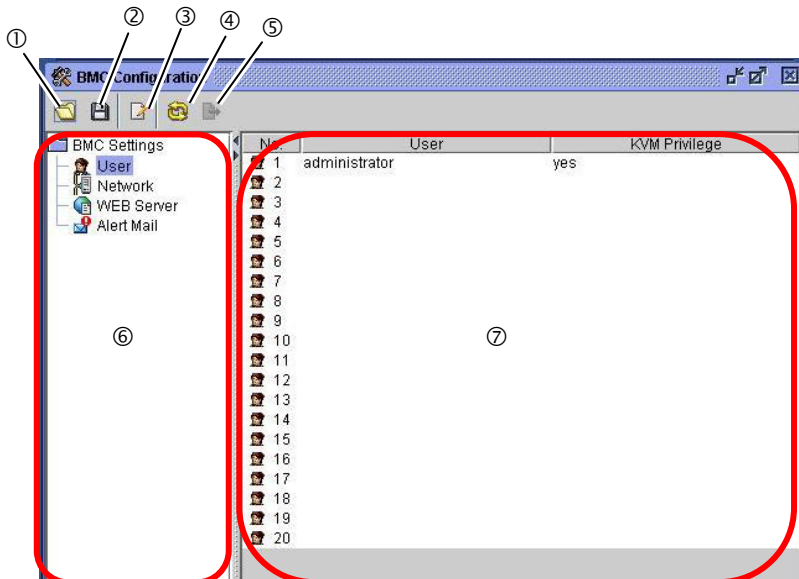 ① ② ③ ④ ⑤
BMC Configuration
BMC Settings
User
Network
WEB Server
Alert Mail
⑥
No. User KVM Privilege
1 administrator yes
2
3
4
5
6
7
8
9
10
11
12
13
14
15
16
17
18
19
20
⑦